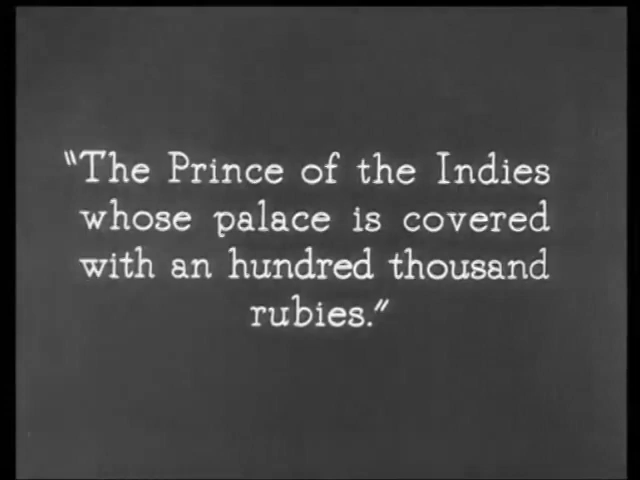 "The Prince of the Indies
whose palace is covered
with an hundred thousand
rubies."